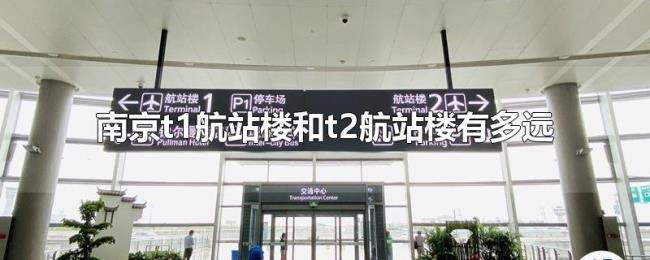 航站楼 1
Terminal
P1 停车场
Parking
航站楼 2
Terminal
南京t1航站楼和t2航站楼有多远
Pullman Hotel
Inter-City Bus
Parking
交通中心
Transportation Center